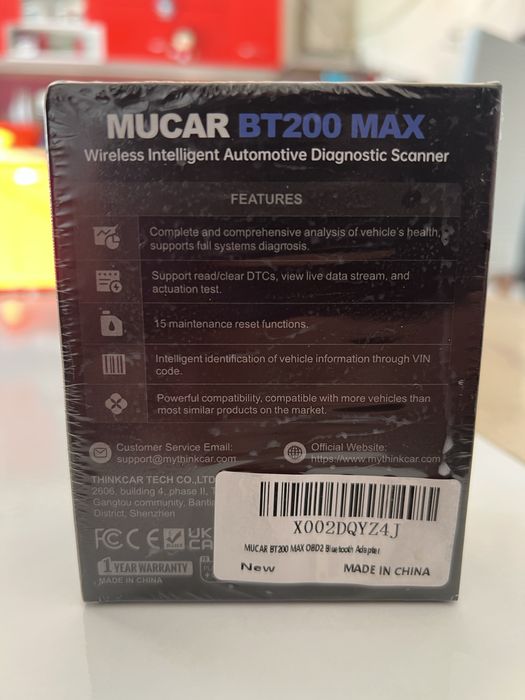 MUCAR BT200 MAX
Wireless Intelligent Automotive Diagnostic Scanner
FEATURES
Complete and comprehensive analysis of vehicle's health,
supports full systems diagnosis.
Support read/clear DTCs, view live data stream, and
actuation test.
15 maintenance reset functions.
Intelligent identification of vehicle information through VIN
code.
Powerful compatibility, compatible with more vehicles than
most similar products on the market.
Customer Service Email:
support@mythinkcar.com
Official Website:
https://www.mythinkcar.com
THINKCAR TECH CO.,LTD
2606, building 4, phase II, T
Gangtou community, Bantia
District, Shenzhen
FC CE UK
CA
1 YEAR WARRANTY
MADE IN CHINA
X002DQYZ4J
MUCAR BT200 MAX OBD2 Bluetooth Adapter
New MADE IN CHINA